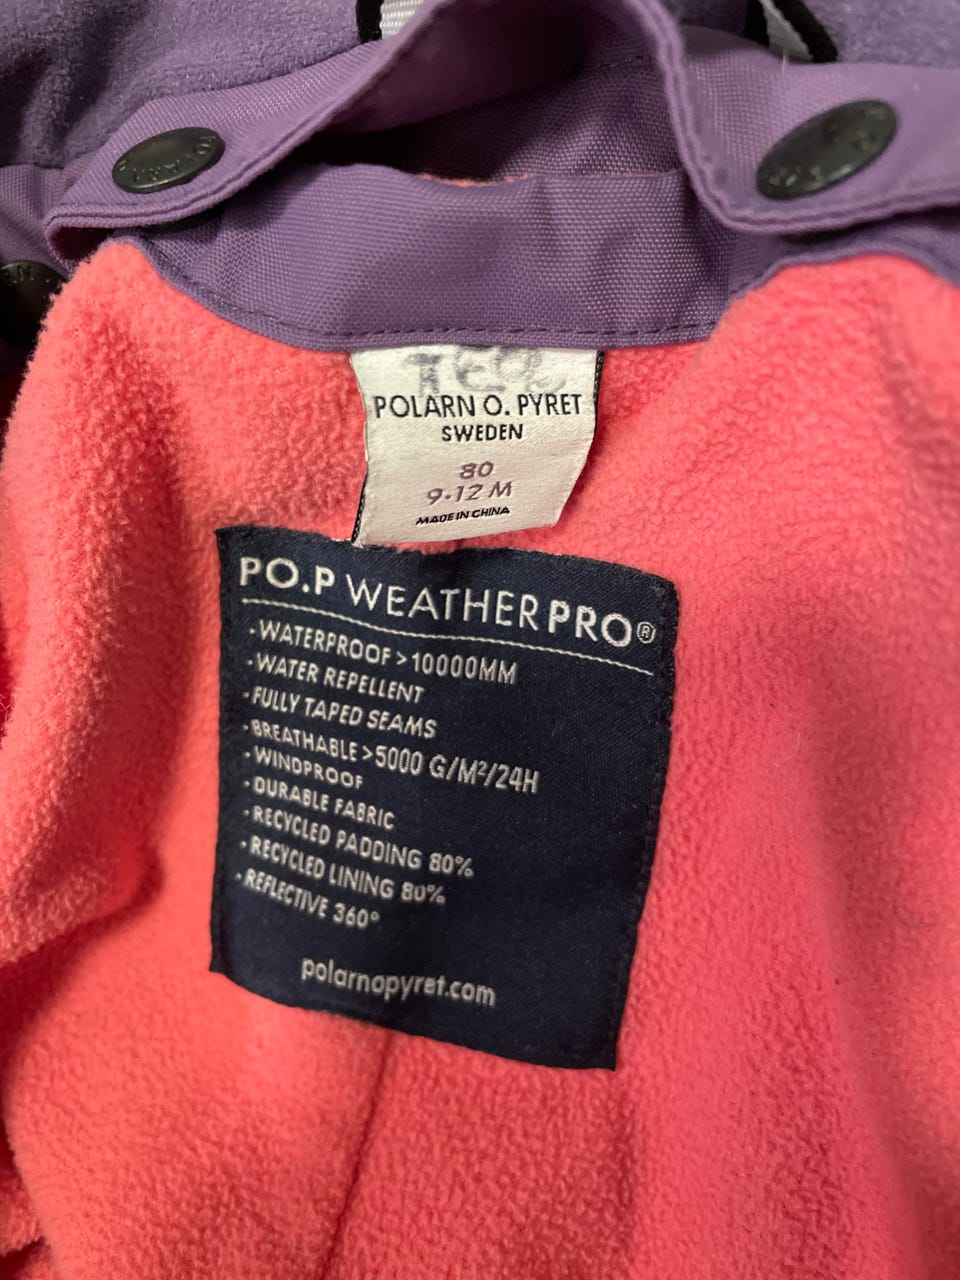 POLARN O. PYRET
SWEDEN
80
9-12 M
MADE IN CHINA
PO.P WEATHERPRO®
- WATERPROOF > 10000MM
- WATER REPELLENT
- FULLY TAPED SEAMS
- BREATHABLE > 5000 G/M²/24H
- WINDPROOF
- DURABLE FABRIC
- RECYCLED PADDING 80%
- RECYCLED LINING 80%
- REFLECTIVE 360°
polarnopyret.com